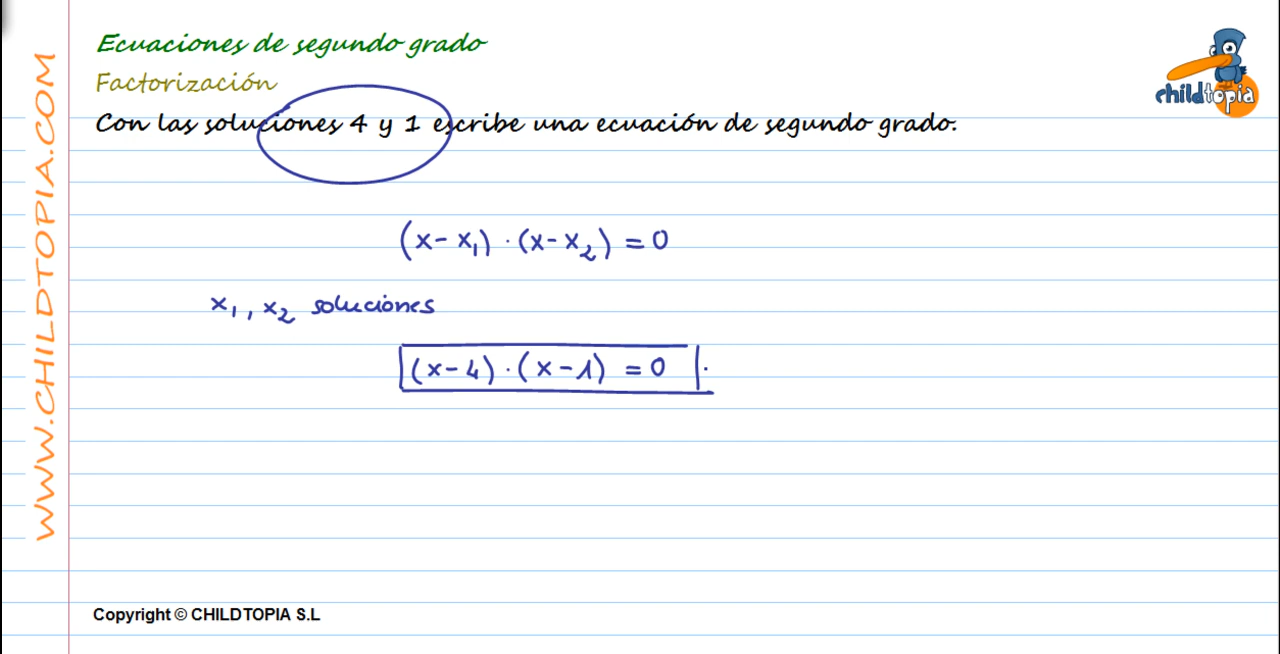 Ecuaciones de segundo grado
Factorización
Con las soluciones 4 y 1 escribe una ecuación de segundo grado.
(x - x₁) · (x - x₂) = 0
x₁, x₂ soluciones
(x - 4) · (x - 1) = 0
WWW.CHILDTOPIA.COM
childtopia
Copyright © CHILDTOPIA S.L